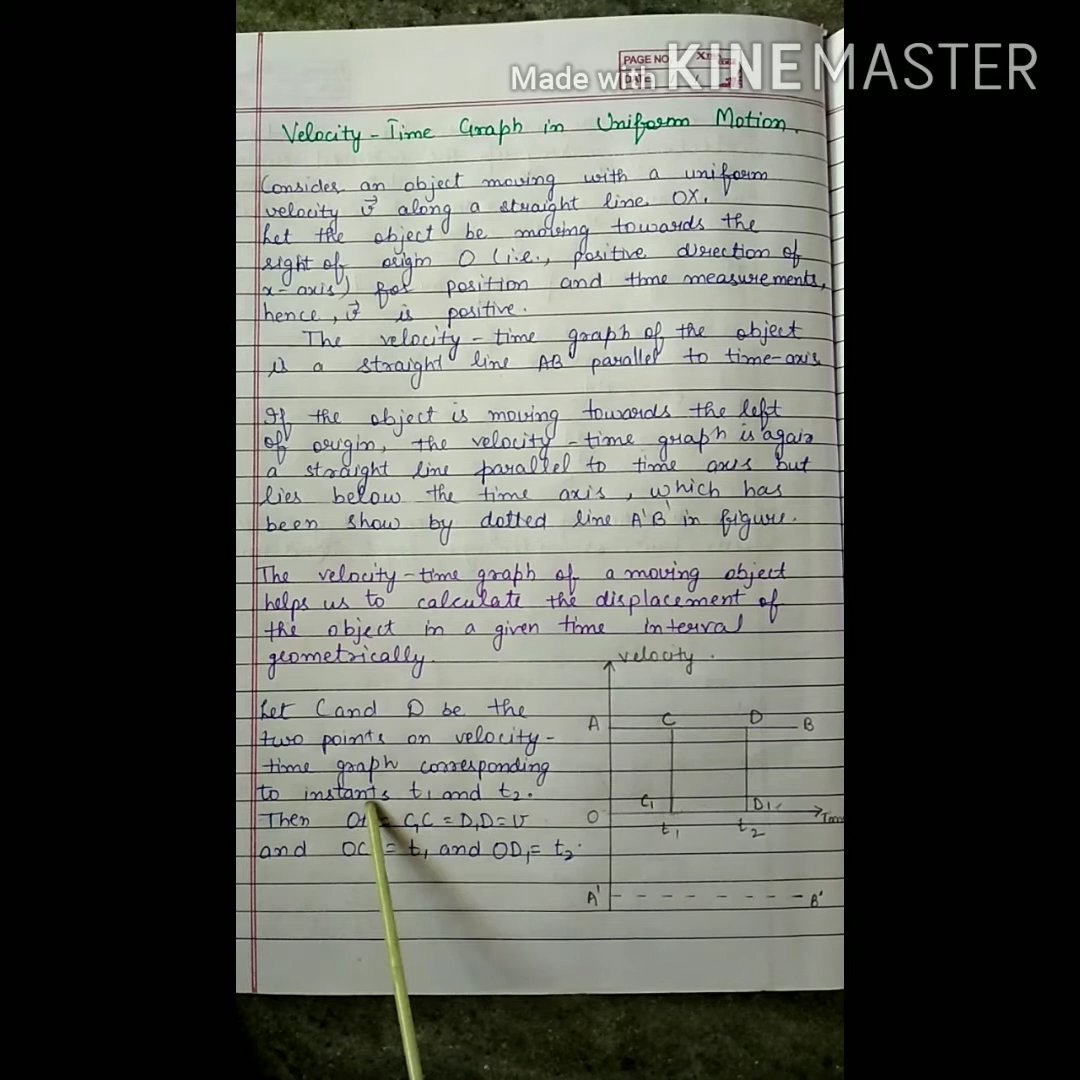 Made with KINEMASTER
PAGE NO
DATE
Velocity - Time Graph in Uniform Motion.
Consider an object moving with a uniform
velocity v⃗ along a straight line OX.
Let the object be moving towards the
right of origin O (i.e., positive direction of
x-axis) for position and time measurements,
hence, v⃗ is positive.
The velocity - time graph of the object
is a straight line AB parallel to time-axis
If the object is moving towards the left
of origin, the velocity - time graph is again
a straight line parallel to time axis but
lies below the time axis, which has
been show by dotted line A'B' in figure.
The velocity - time graph of a moving object
helps us to calculate the displacement of
the object in a given time interval
geometrically.
velocity.
Let C and D be the
two points on velocity -
time graph corresponding
to instants t1 and t2.
Then = C1C = D1D = v
and = t1 and OD1 = t2.
A C D B
C1 D1
O t1 t2
A' B'